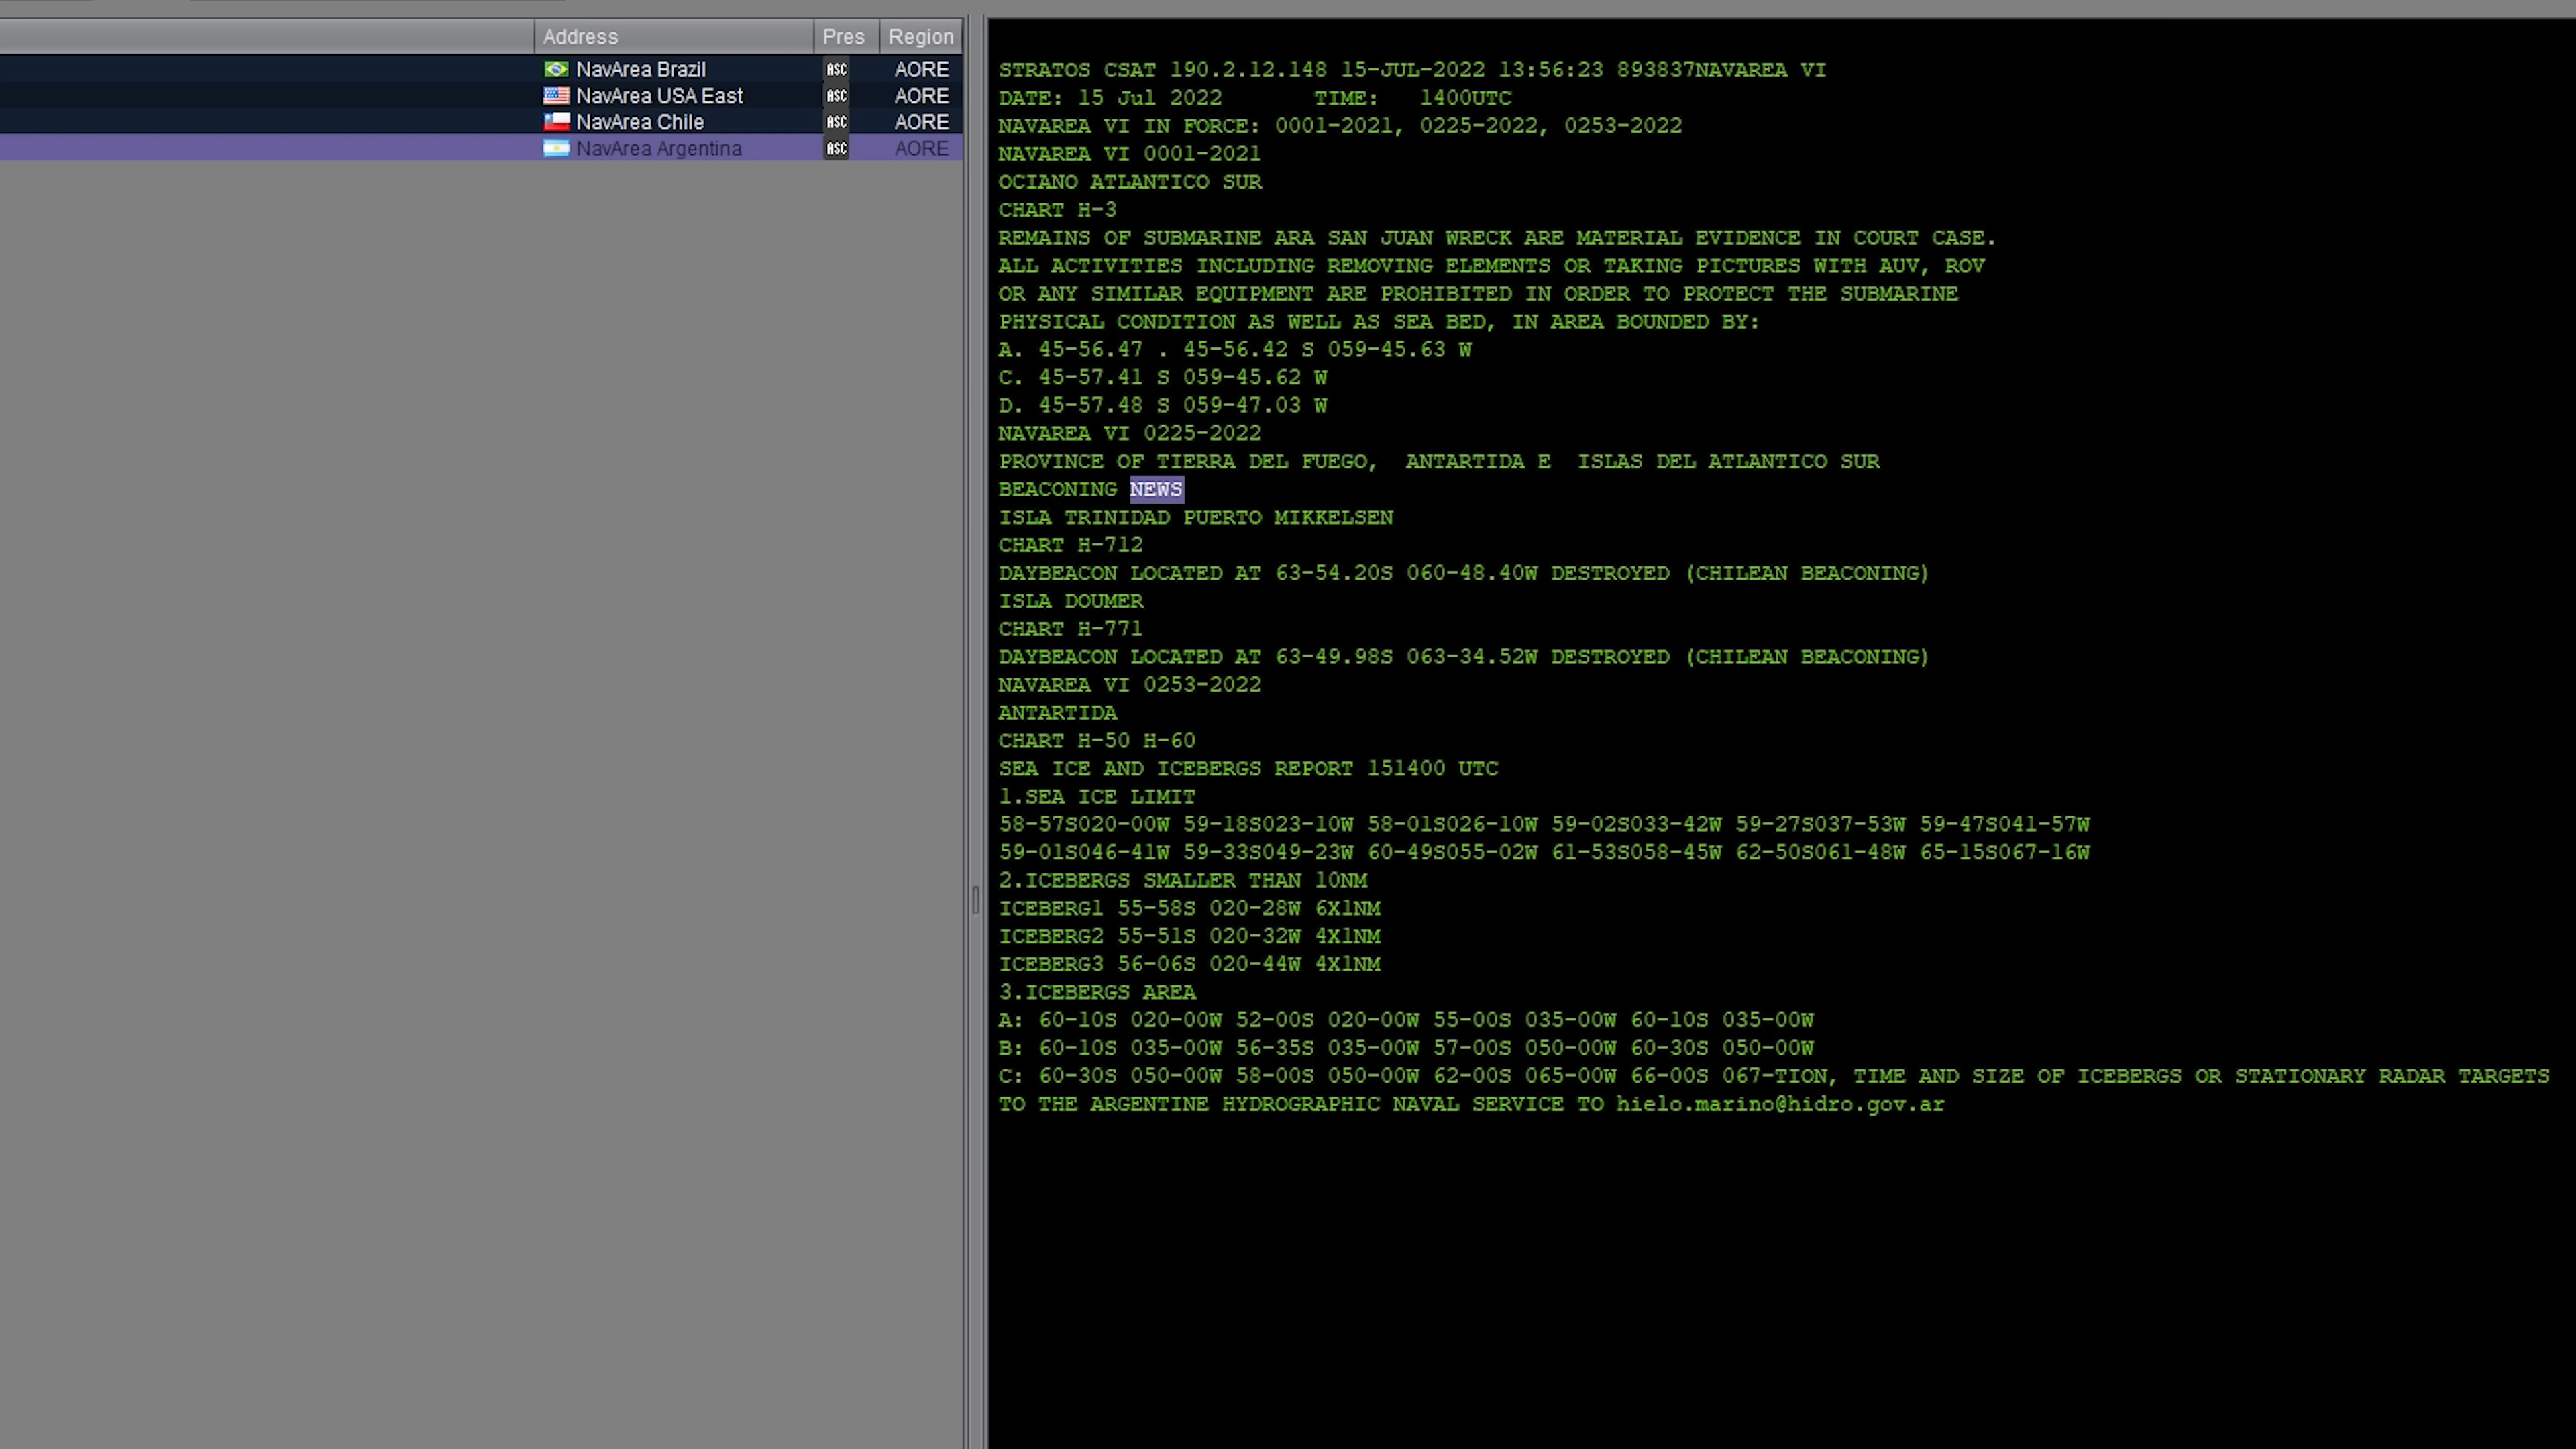 Address Pres Region
NavArea Brazil ASC AORE
NavArea USA East ASC AORE
NavArea Chile ASC AORE
NavArea Argentina ASC AORE
STRATOS CSAT 190.2.12.148 15-JUL-2022 13:56:23 893837NAVAREA VI
DATE: 15 Jul 2022 TIME: 1400UTC
NAVAREA VI IN FORCE: 0001-2021, 0225-2022, 0253-2022
NAVAREA VI 0001-2021
OCIANO ATLANTICO SUR
CHART H-3
REMAINS OF SUBMARINE ARA SAN JUAN WRECK ARE MATERIAL EVIDENCE IN COURT CASE.
ALL ACTIVITIES INCLUDING REMOVING ELEMENTS OR TAKING PICTURES WITH AUV, ROV
OR ANY SIMILAR EQUIPMENT ARE PROHIBITED IN ORDER TO PROTECT THE SUBMARINE
PHYSICAL CONDITION AS WELL AS SEA BED, IN AREA BOUNDED BY:
A. 45-56.47 . 45-56.42 S 059-45.63 W
C. 45-57.41 S 059-45.62 W
D. 45-57.48 S 059-47.03 W
NAVAREA VI 0225-2022
PROVINCE OF TIERRA DEL FUEGO, ANTARTIDA E ISLAS DEL ATLANTICO SUR
BEACONING NEWS
ISLA TRINIDAD PUERTO MIKKELSEN
CHART H-712
DAYBEACON LOCATED AT 63-54.20S 060-48.40W DESTROYED (CHILEAN BEACONING)
ISLA DOUMER
CHART H-771
DAYBEACON LOCATED AT 63-49.98S 063-34.52W DESTROYED (CHILEAN BEACONING)
NAVAREA VI 0253-2022
ANTARTIDA
CHART H-50 H-60
SEA ICE AND ICEBERGS REPORT 151400 UTC
1.SEA ICE LIMIT
58-57S020-00W 59-18S023-10W 58-01S026-10W 59-02S033-42W 59-27S037-53W 59-47S041-57W
59-01S046-41W 59-33S049-23W 60-49S055-02W 61-53S058-45W 62-50S061-48W 65-15S067-16W
2.ICEBERGS SMALLER THAN 10NM
ICEBERG1 55-58S 020-28W 6X1NM
ICEBERG2 55-51S 020-32W 4X1NM
ICEBERG3 56-06S 020-44W 4X1NM
3.ICEBERGS AREA
A: 60-10S 020-00W 52-00S 020-00W 55-00S 035-00W 60-10S 035-00W
B: 60-10S 035-00W 56-35S 035-00W 57-00S 050-00W 60-30S 050-00W
C: 60-30S 050-00W 58-00S 050-00W 62-00S 065-00W 66-00S 067-TION, TIME AND SIZE OF ICEBERGS OR STATIONARY RADAR TARGETS
TO THE ARGENTINE HYDROGRAPHIC NAVAL SERVICE TO hielo.marino@hidro.gov.ar